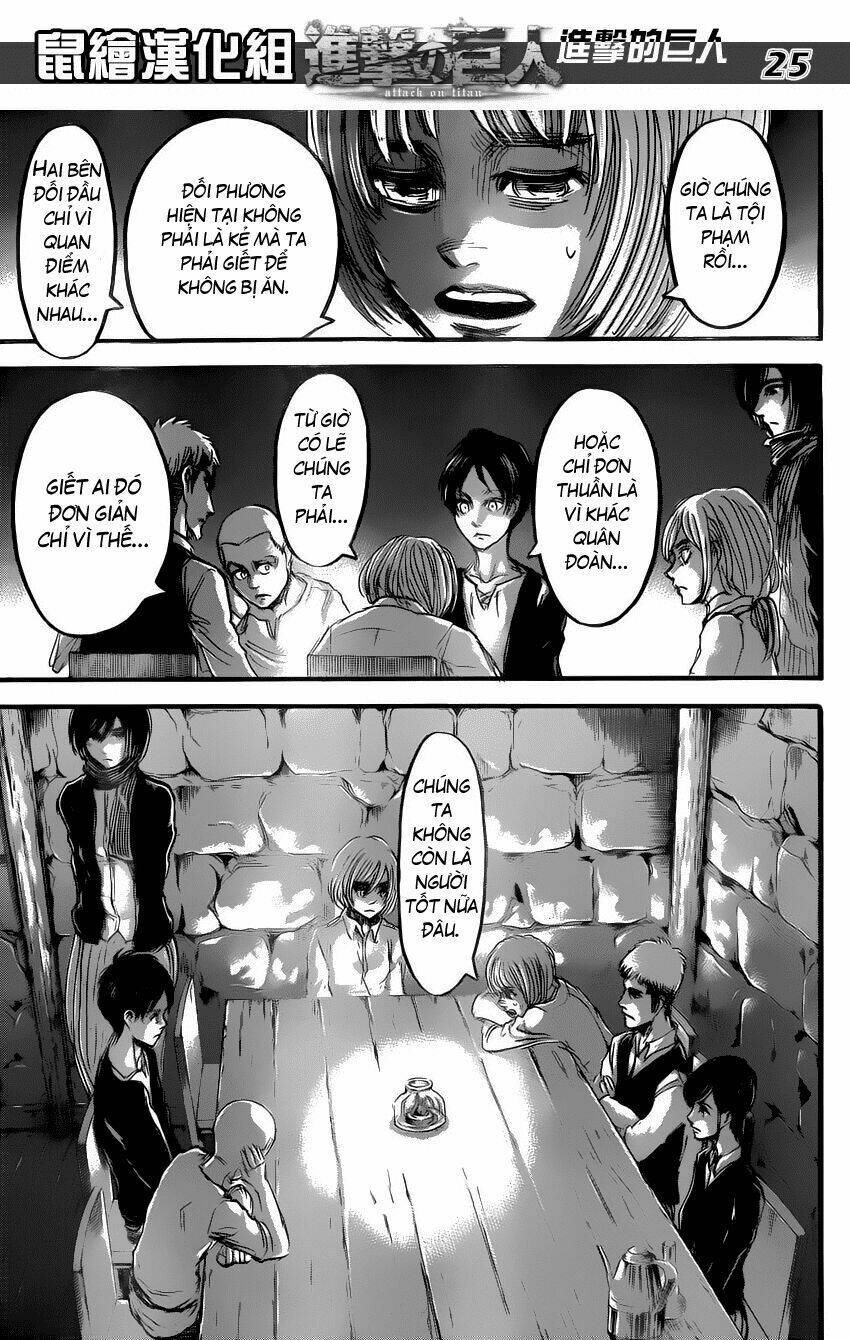 鼠繪漢化組
進撃の巨人
attack on titan
進擊的巨人
25
GIỜ CHÚNG
TA LÀ TỘI
PHẠM RỒI...
ĐỐI PHƯƠNG
HIỆN TẠI KHÔNG
PHẢI LÀ KẺ MÀ TA
PHẢI GIẾT ĐỂ
KHÔNG BỊ ĂN.
HAI BÊN
ĐỐI ĐẦU
CHỈ VÌ
QUAN
ĐIỂM
KHÁC
NHAU...
HOẶC
CHỈ ĐƠN
THUẦN LÀ
VÌ KHÁC
QUÂN
ĐOÀN...
TỪ GIỜ
CÓ LẼ
CHÚNG
TA
PHẢI...
GIẾT AI ĐÓ
ĐƠN GIẢN
CHỈ VÌ THẾ...
CHÚNG
TA
KHÔNG
CÒN LÀ
NGƯỜI
TỐT NỮA
ĐÂU.